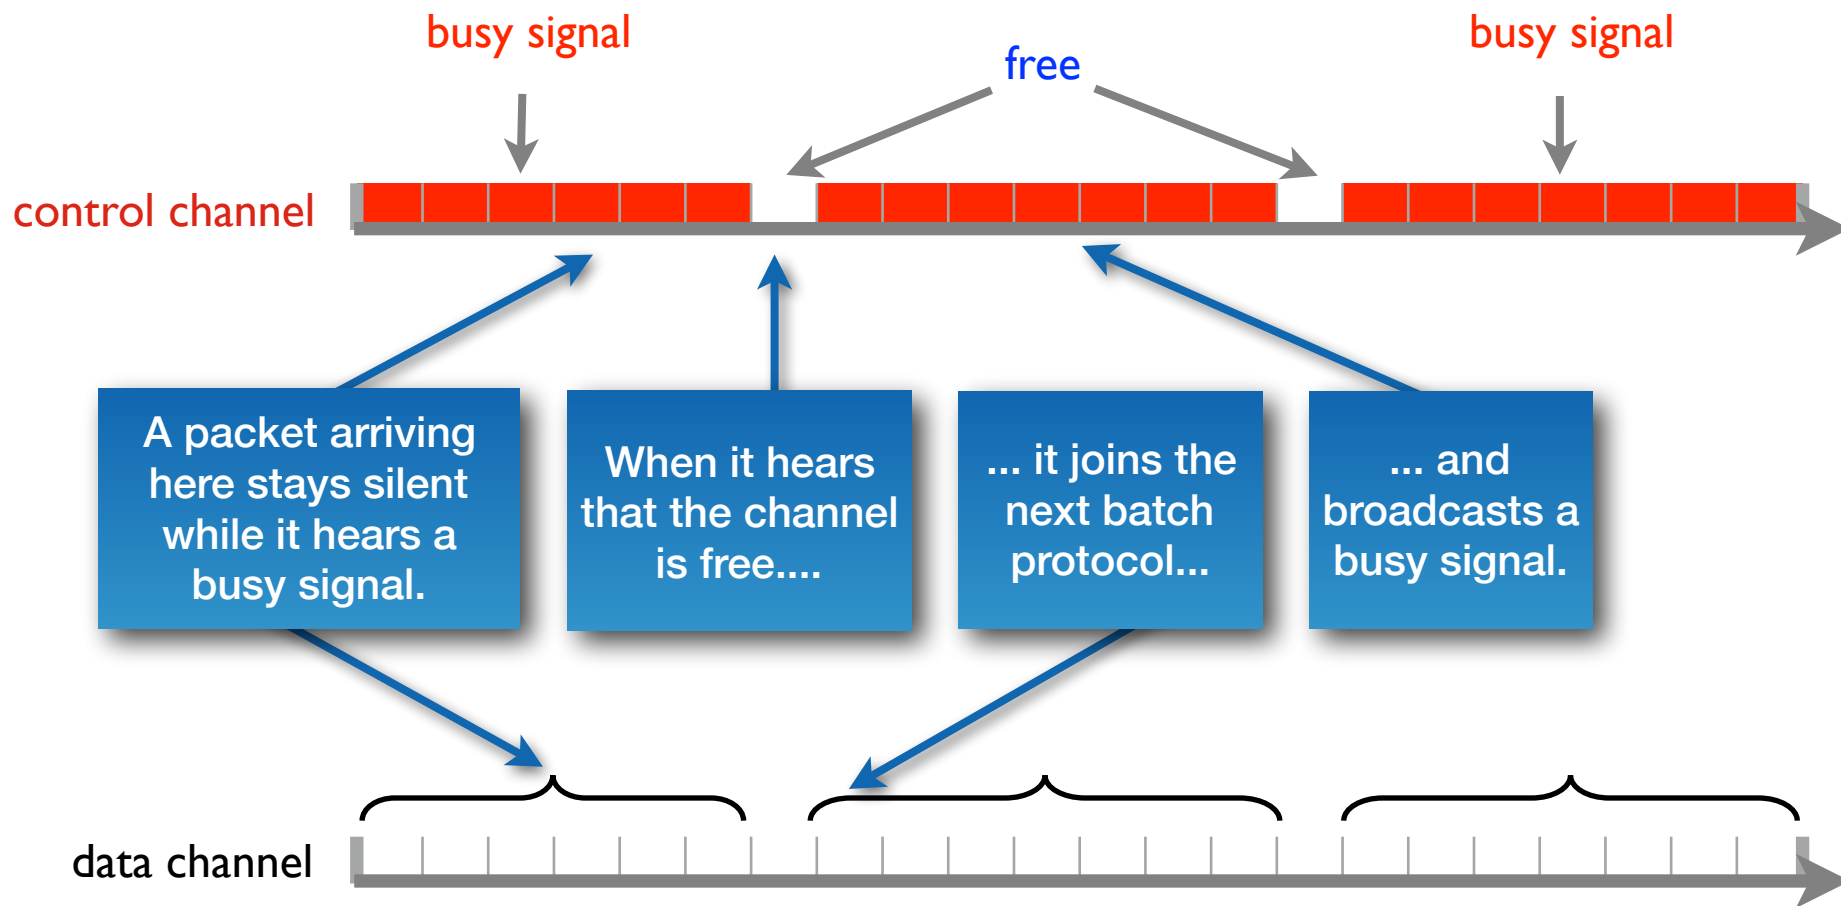 busy signal
free
busy signal
control channel
A packet arriving
here stays silent
while it hears a
busy signal.
When it hears
that the channel
is free....
... it joins the
next batch
protocol...
... and
broadcasts a
busy signal.
data channel